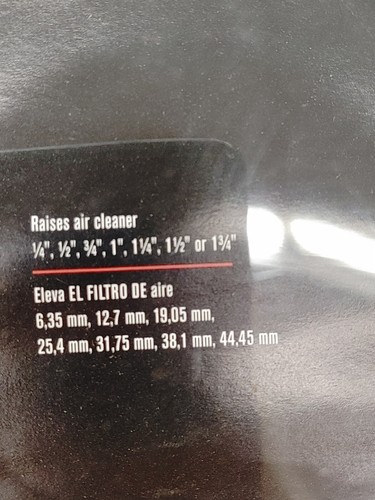 Raises air cleaner
¼", ½", ¾", 1", 1¼", 1½" or 1¾"
Eleva EL FILTRO DE aire
6,35 mm, 12,7 mm, 19,05 mm,
25,4 mm, 31,75 mm, 38,1 mm, 44,45 mm